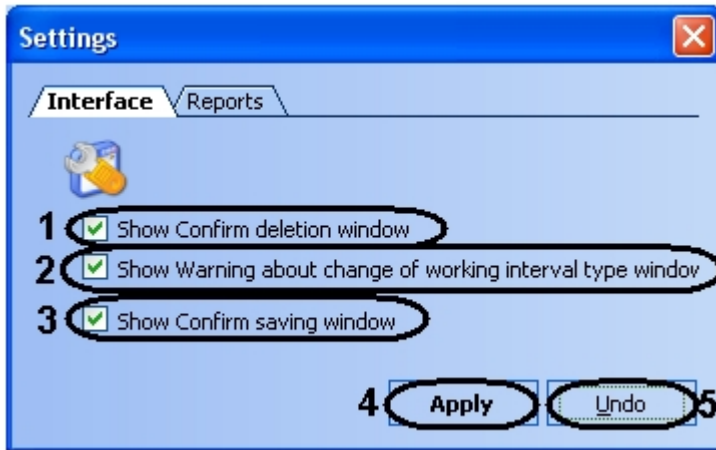 Settings
Interface Reports
1 Show Confirm deletion window
2 Show Warning about change of working interval type windov
3 Show Confirm saving window
4 Apply Undo 5